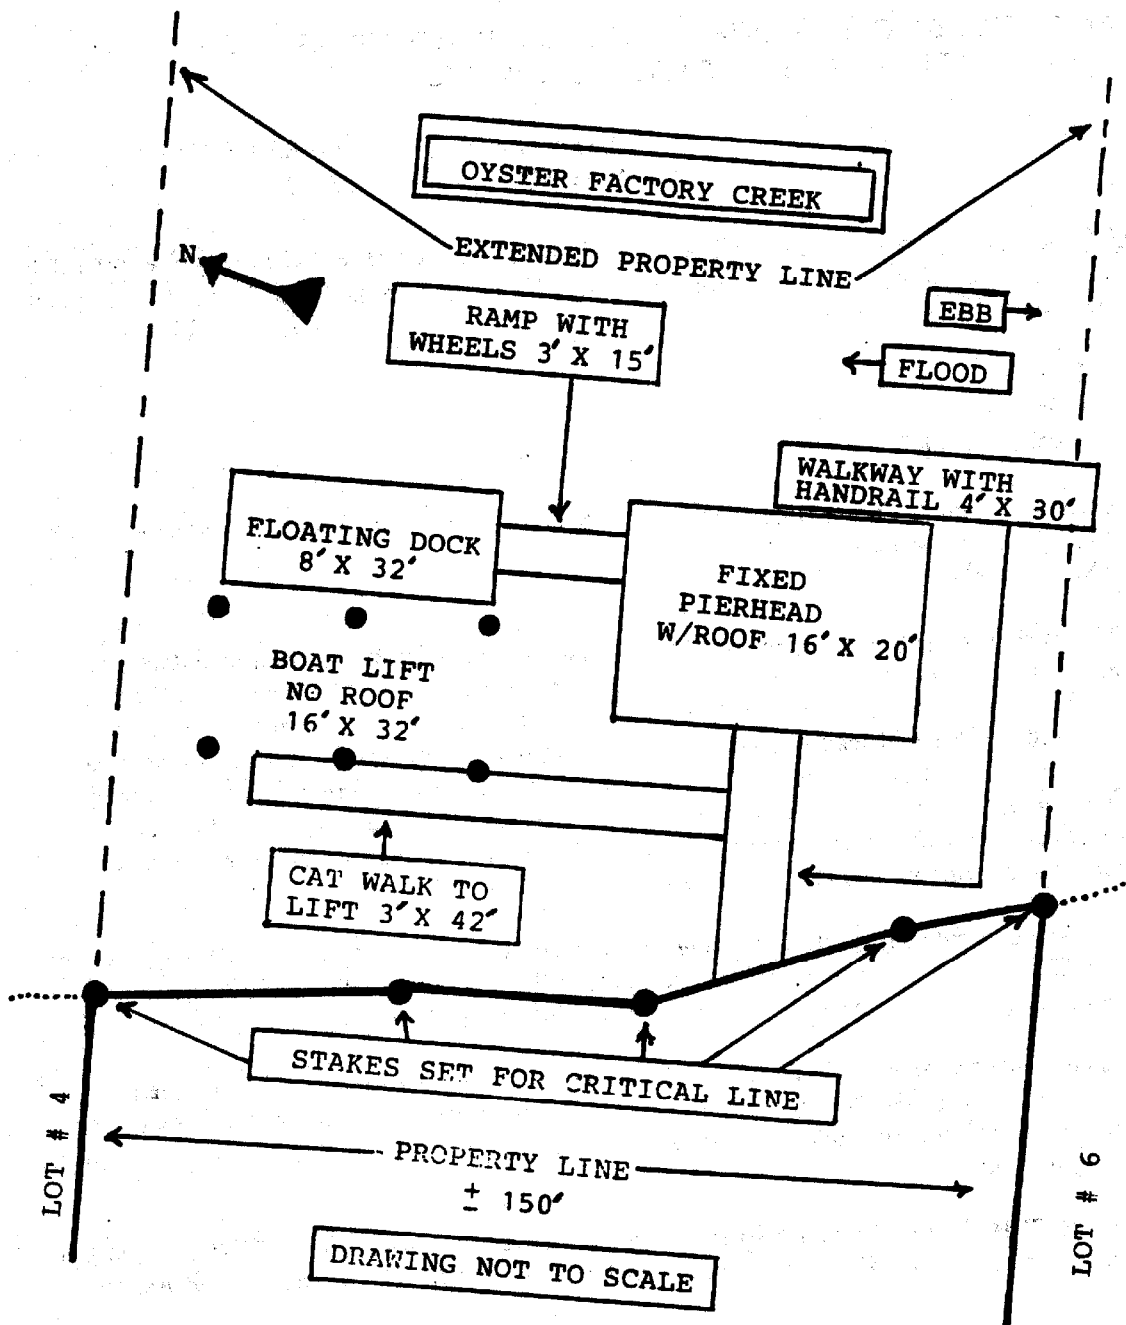 OYSTER FACTORY CREEK
EXTENDED PROPERTY LINE
N
EBB
FLOOD
RAMP WITH
WHEELS 3' X 15'
WALKWAY WITH
HANDRAIL 4' X 30'
FLOATING DOCK
8' X 32'
FIXED
PIERHEAD
W/ROOF 16' X 20'
BOAT LIFT
NO ROOF
16' X 32'
CAT WALK TO
LIFT 3' X 42'
STAKES SET FOR CRITICAL LINE
LOT # 4
PROPERTY LINE
± 150'
LOT # 6
DRAWING NOT TO SCALE